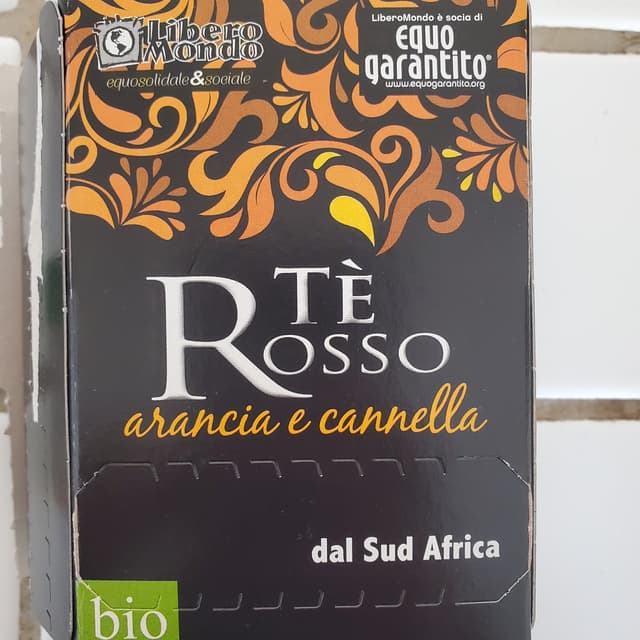 Libero
Mondo
equosolidale&sociale
LiberoMondo è socia di
equo
garantito®
www.equogarantito.org
TÈ
ROSSO
arancia e cannella
dal Sud Africa
bio